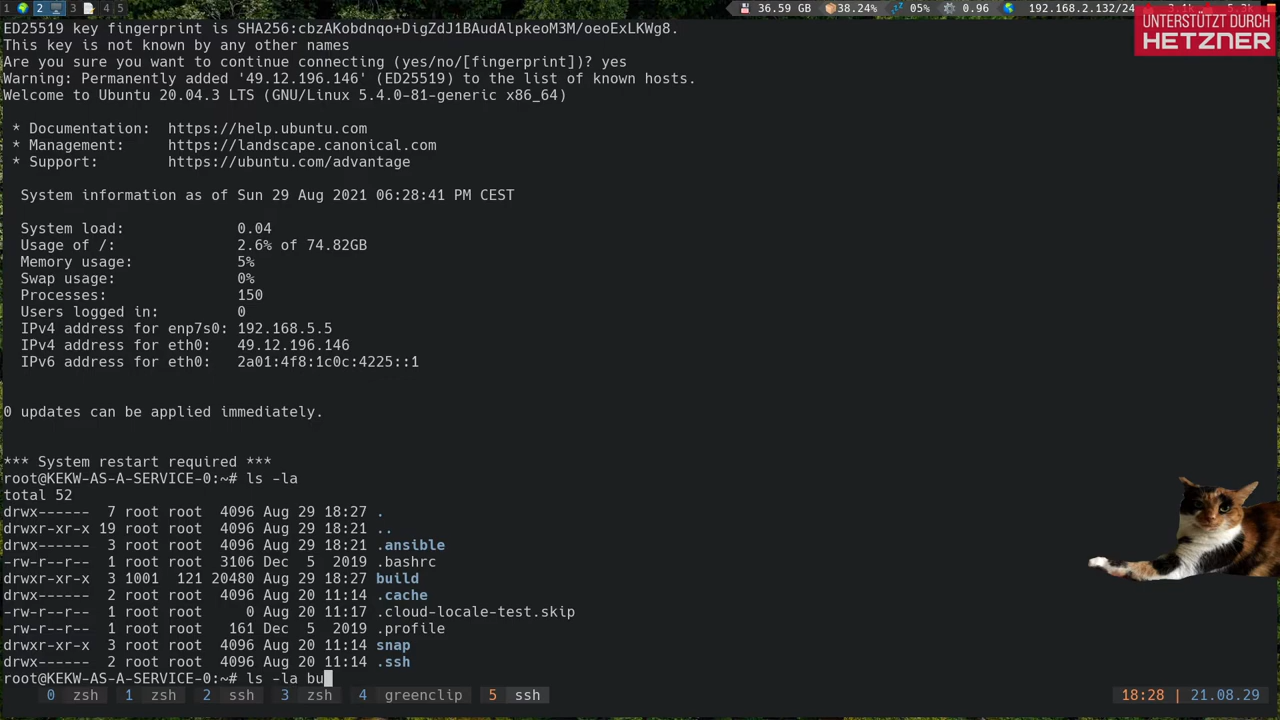 1 2 3 4 5 36.59 GB 38.24% 05% 0.96 192.168.2.132/24 3.1k 5.3k
UNTERSTÜTZT DURCH
HETZNER
ED25519 key fingerprint is SHA256:cbzAKobdnqo+DigZdJ1BAudAlpkeoM3M/oeoExLKWg8.
This key is not known by any other names
Are you sure you want to continue connecting (yes/no/[fingerprint])? yes
Warning: Permanently added '49.12.196.146' (ED25519) to the list of known hosts.
Welcome to Ubuntu 20.04.3 LTS (GNU/Linux 5.4.0-81-generic x86_64)
* Documentation: https://help.ubuntu.com
* Management: https://landscape.canonical.com
* Support: https://ubuntu.com/advantage
System information as of Sun 29 Aug 2021 06:28:41 PM CEST
System load: 0.04
Usage of /: 2.6% of 74.82GB
Memory usage: 5%
Swap usage: 0%
Processes: 150
Users logged in: 0
IPv4 address for enp7s0: 192.168.5.5
IPv4 address for eth0: 49.12.196.146
IPv6 address for eth0: 2a01:4f8:1c0c:4225::1
0 updates can be applied immediately.
*** System restart required ***
root@KEKW-AS-A-SERVICE-0:~# ls -la
total 52
drwx------ 7 root root 4096 Aug 29 18:27 .
drwxr-xr-x 19 root root 4096 Aug 29 18:21 ..
drwx------ 3 root root 4096 Aug 29 18:21 .ansible
-rw-r--r-- 1 root root 3106 Dec 5 2019 .bashrc
drwxr-xr-x 3 1001 121 20480 Aug 29 18:27 build
drwx------ 2 root root 4096 Aug 20 11:14 .cache
-rw-r--r-- 1 root root 0 Aug 20 11:17 .cloud-locale-test.skip
-rw-r--r-- 1 root root 161 Dec 5 2019 .profile
drwxr-xr-x 3 root root 4096 Aug 20 11:14 snap
drwx------ 2 root root 4096 Aug 20 11:14 .ssh
root@KEKW-AS-A-SERVICE-0:~# ls -la bu
0 zsh 1 zsh 2 ssh 3 zsh 4 greenclip 5 ssh 18:28 | 21.08.29